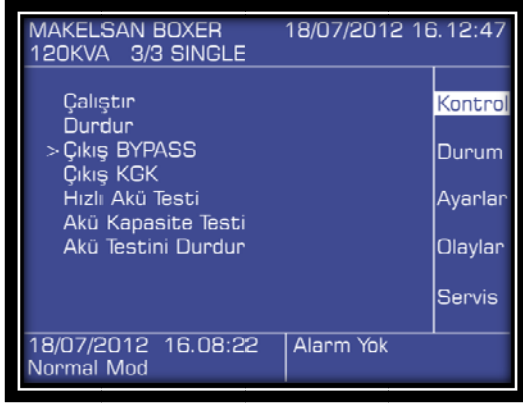 MAKELSAN BOXER 18/07/2012 16.12:47
120KVA 3/3 SINGLE
Çalıştır
Durdur
>Çıkış BYPASS
Çıkış KGK
Hızlı Akü Testi
Akü Kapasite Testi
Akü Testini Durdur
Kontrol
Durum
Ayarlar
Olaylar
Servis
18/07/2012 16.08:22
Normal Mod
Alarm Yok